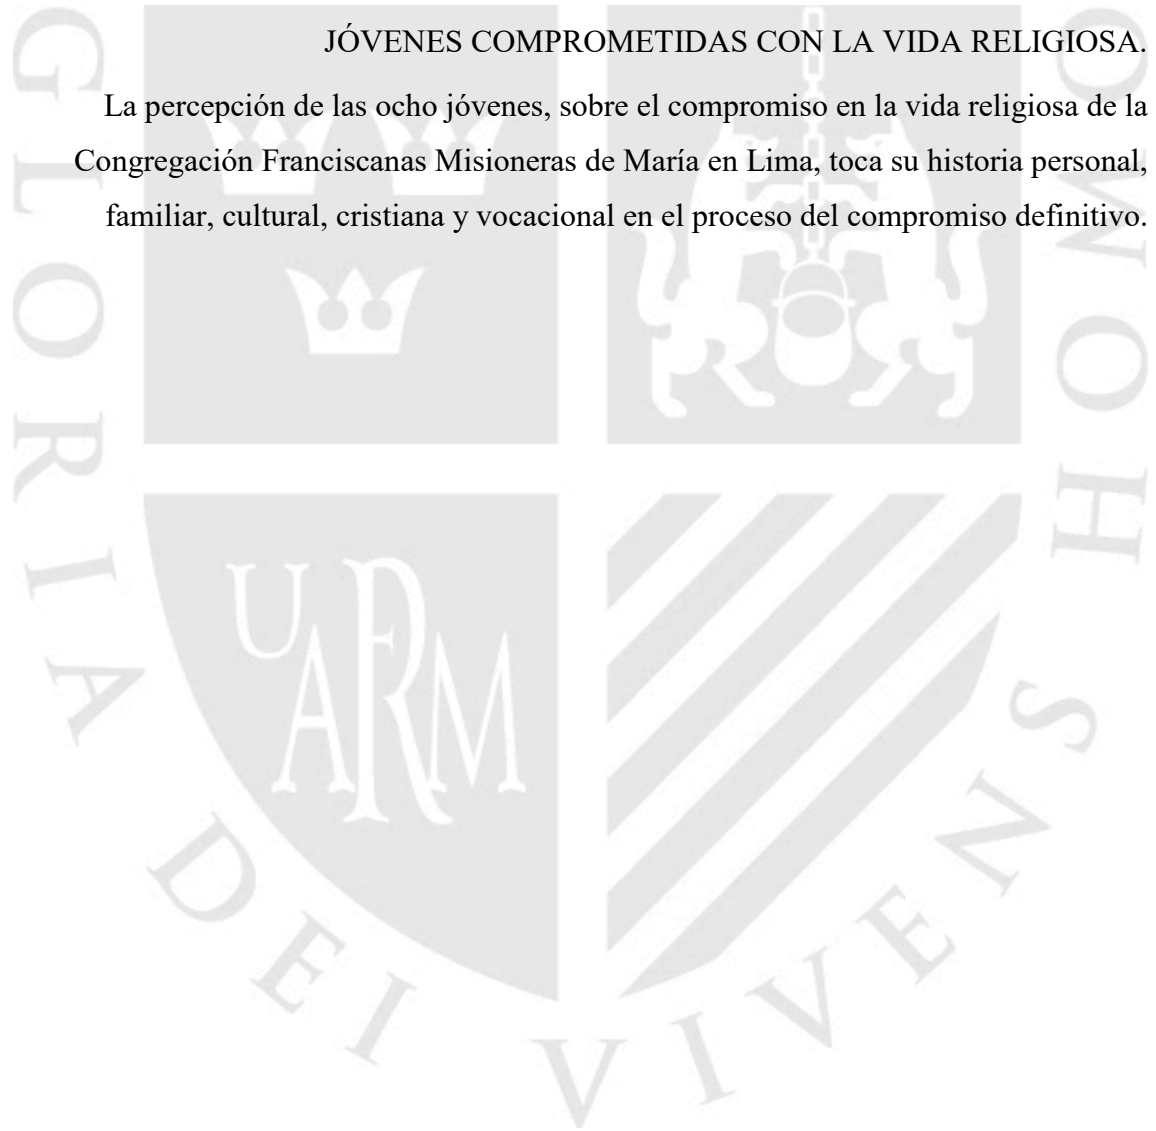 JÓVENES COMPROMETIDAS CON LA VIDA RELIGIOSA.
La percepción de las ocho jóvenes, sobre el compromiso en la vida religiosa de la
Congregación Franciscanas Misioneras de María en Lima, toca su historia personal,
familiar, cultural, cristiana y vocacional en el proceso del compromiso definitivo.
GLORIA DEI VIVENS HOMO
UARM